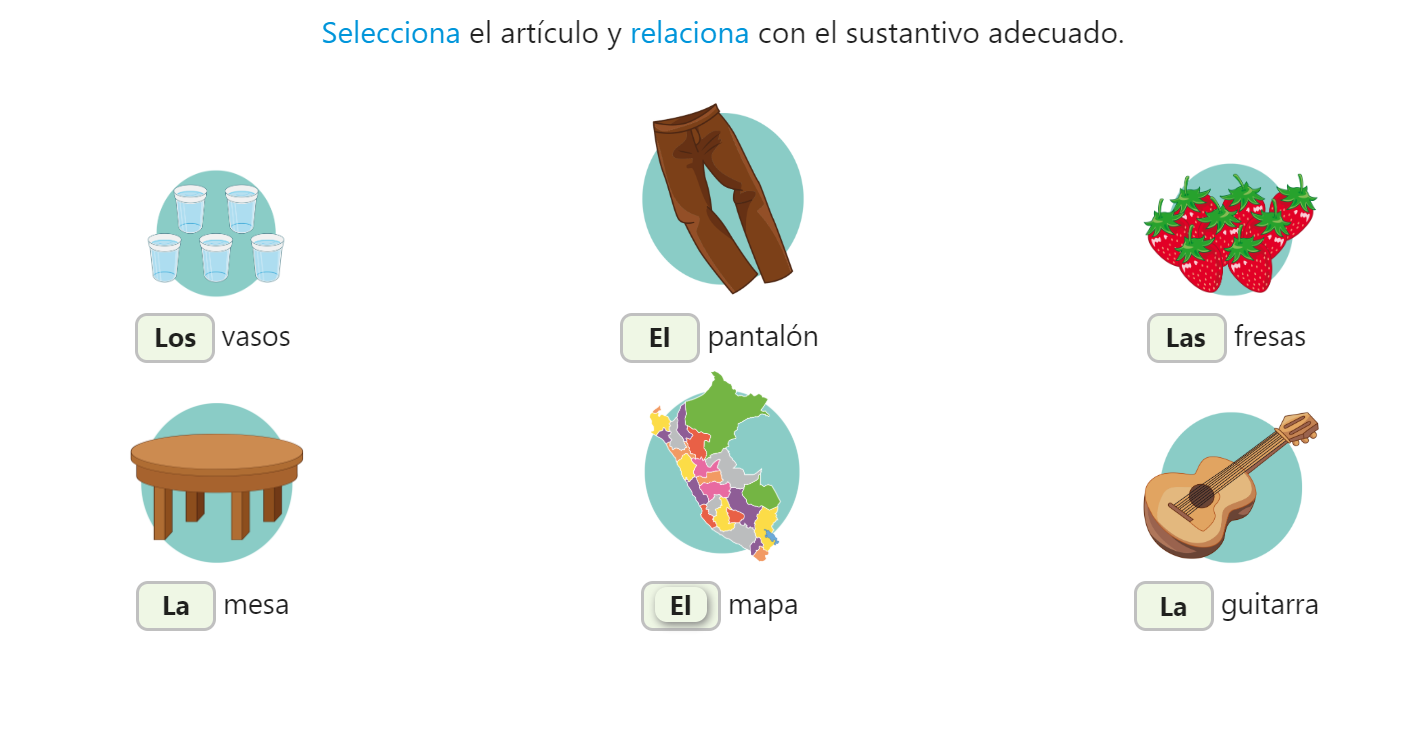 Selecciona el artículo y relaciona con el sustantivo adecuado.
Los vasos
El pantalón
Las fresas
La mesa
El mapa
La guitarra